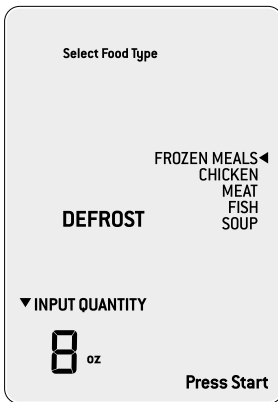 Select Food Type
FROZEN MEALS◀
CHICKEN
MEAT
FISH
DEFROST
SOUP
▼INPUT QUANTITY
8 oz
Press Start